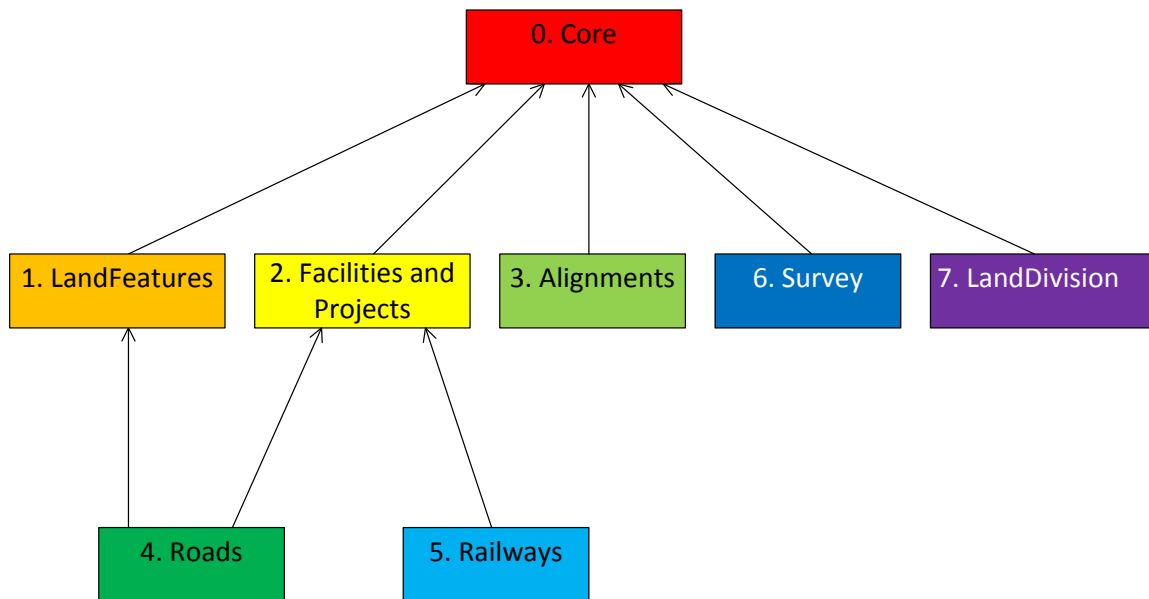 0. Core
1. LandFeatures
2. Facilities and
Projects
3. Alignments
6. Survey
7. LandDivision
4. Roads
5. Railways